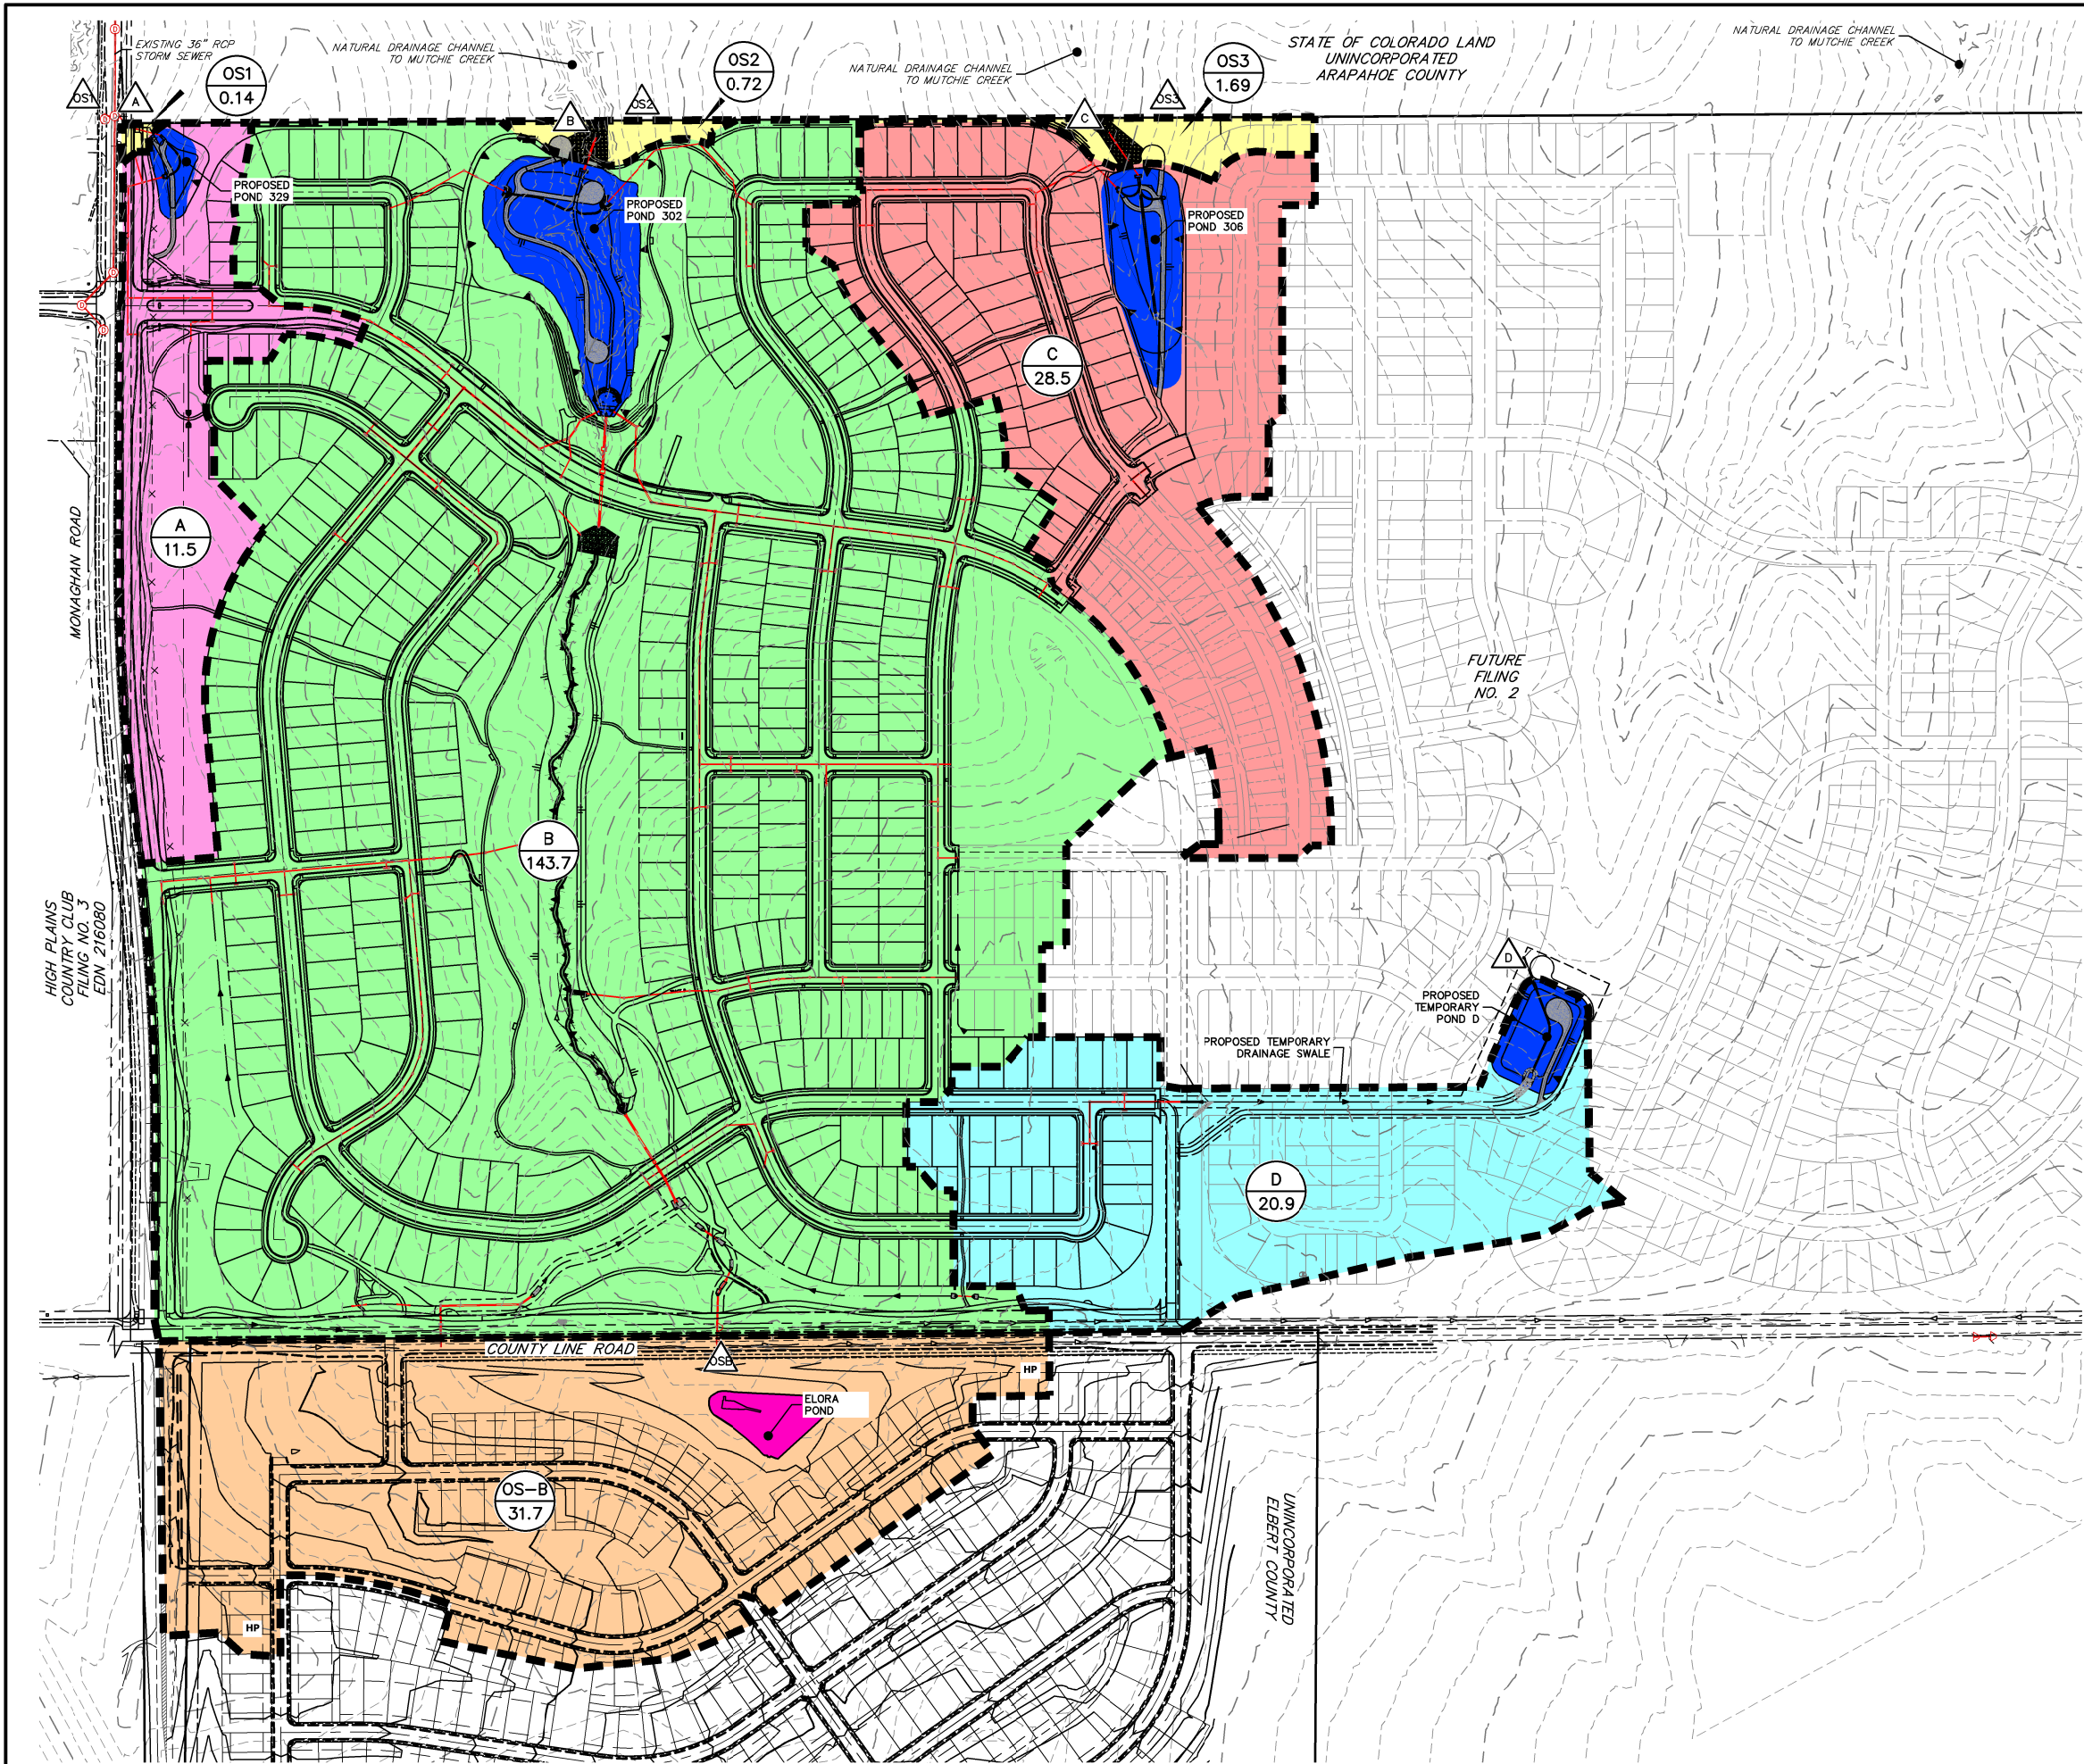 EXISTING 36" RCP
STORM SEWER
OS1
0.14
NATURAL DRAINAGE CHANNEL
TO MUTCHIE CREEK
OS2
0.72
NATURAL DRAINAGE CHANNEL
TO MUTCHIE CREEK
OS3
1.69
STATE OF COLORADO LAND
UNINCORPORATED
ARAPAHOE COUNTY
NATURAL DRAINAGE CHANNEL
TO MUTCHIE CREEK
OS1
A
B
OS2
C
OS3
PROPOSED
POND 329
PROPOSED
POND 302
PROPOSED
POND 306
C
28.5
A
11.5
MONAGHAN ROAD
FUTURE
FILING
NO. 2
B
143.7
HIGH PLAINS
COUNTRY CLUB
FILING NO. 3
EDN 216080
D
PROPOSED
TEMPORARY
POND D
PROPOSED TEMPORARY
DRAINAGE SWALE
D
20.9
COUNTY LINE ROAD
OSB
HP
ELORA
POND
OS-B
31.7
UNINCORPORATED
ELBERT COUNTY
HP